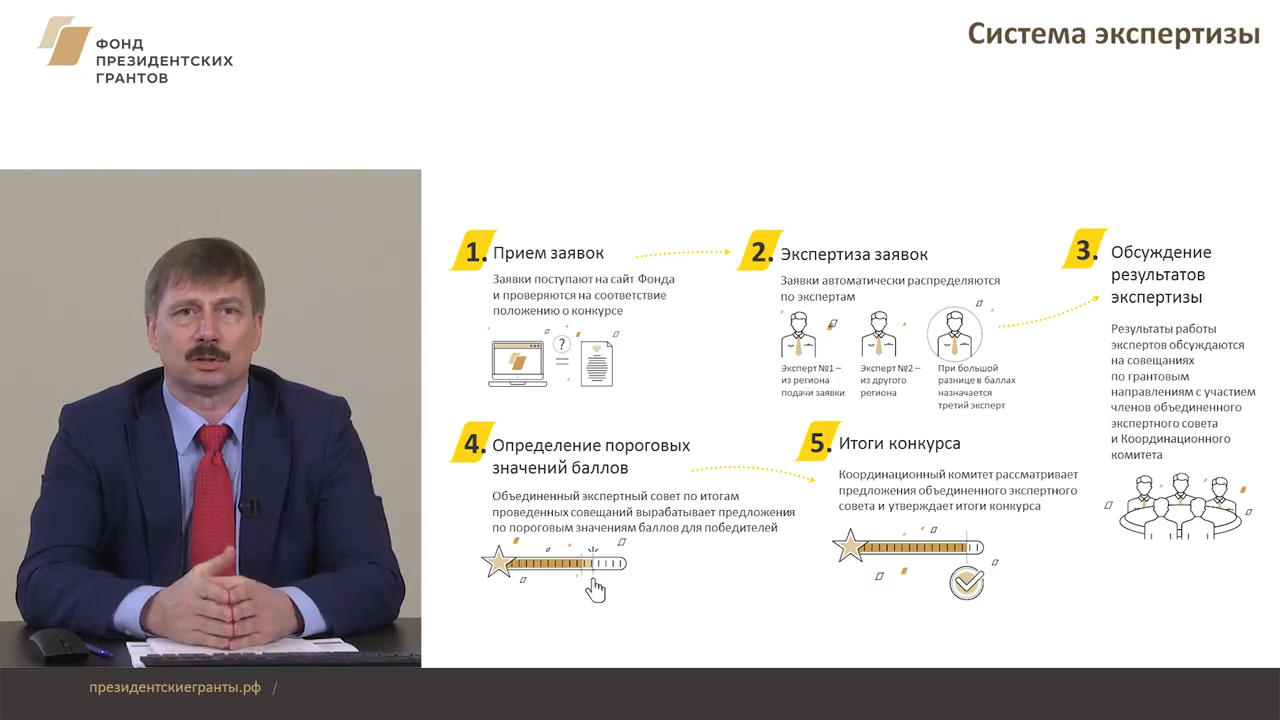 ФОНД
ПРЕЗИДЕНТСКИХ
ГРАНТОВ
Система экспертизы
1. Прием заявок
Заявки поступают на сайт Фонда
и проверяются на соответствие
положению о конкурсе
?
2. Экспертиза заявок
Заявки автоматически распределяются
по экспертам
Эксперт №1 –
из региона
подачи заявки
Эксперт №2 –
из другого
региона
При большой
разнице в баллах
назначается
третий эксперт
3. Обсуждение
результатов
экспертизы
Результаты работы
экспертов обсуждаются
на совещаниях
по грантовым
направлениям с участием
членов объединенного
экспертного совета
и Координационного
комитета
4. Определение пороговых
значений баллов
Объединенный экспертный совет по итогам
проведенных совещаний вырабатывает предложения
по пороговым значениям баллов для победителей
5. Итоги конкурса
Координационный комитет рассматривает
предложения объединенного экспертного
совета и утверждает итоги конкурса
президентскиегранты.рф /